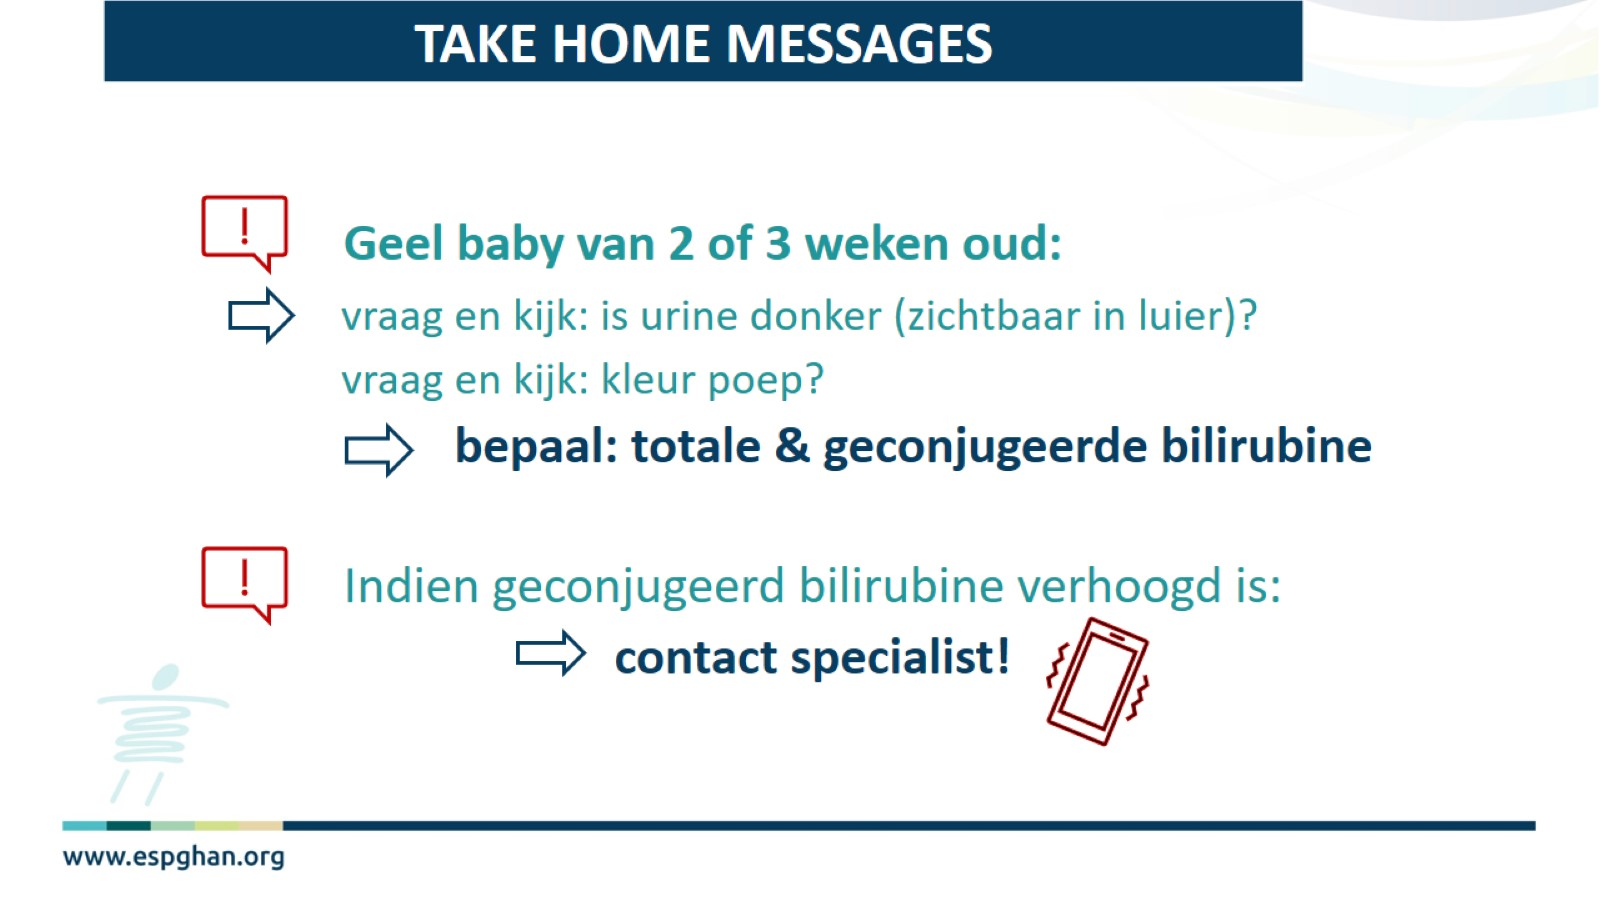 TAKE HOME MESSAGES
!
Geel baby van 2 of 3 weken oud:
vraag en kijk: is urine donker (zichtbaar in luier)?
vraag en kijk: kleur poep?
bepaal: totale & geconjugeerde bilirubine
!
Indien geconjugeerd bilirubine verhoogd is:
contact specialist!
www.espghan.org